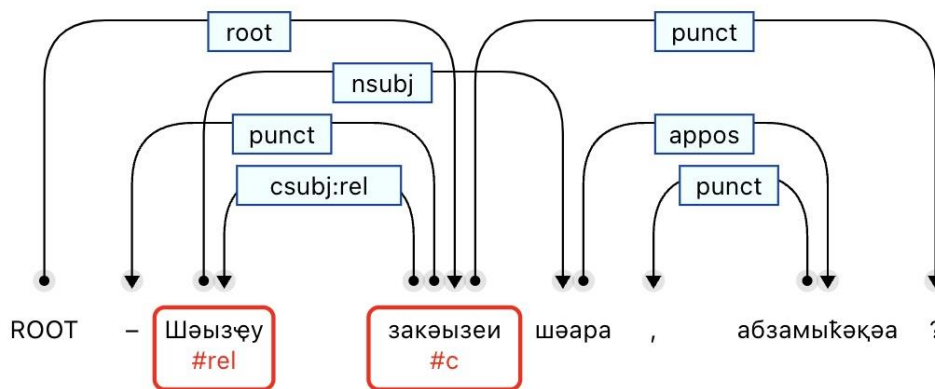 root
punct
nsubj
punct
appos
csubj:rel
punct
ROOT – Шәызҿу закәызеи шәара , абзамыҟәқәа ?
#rel #c